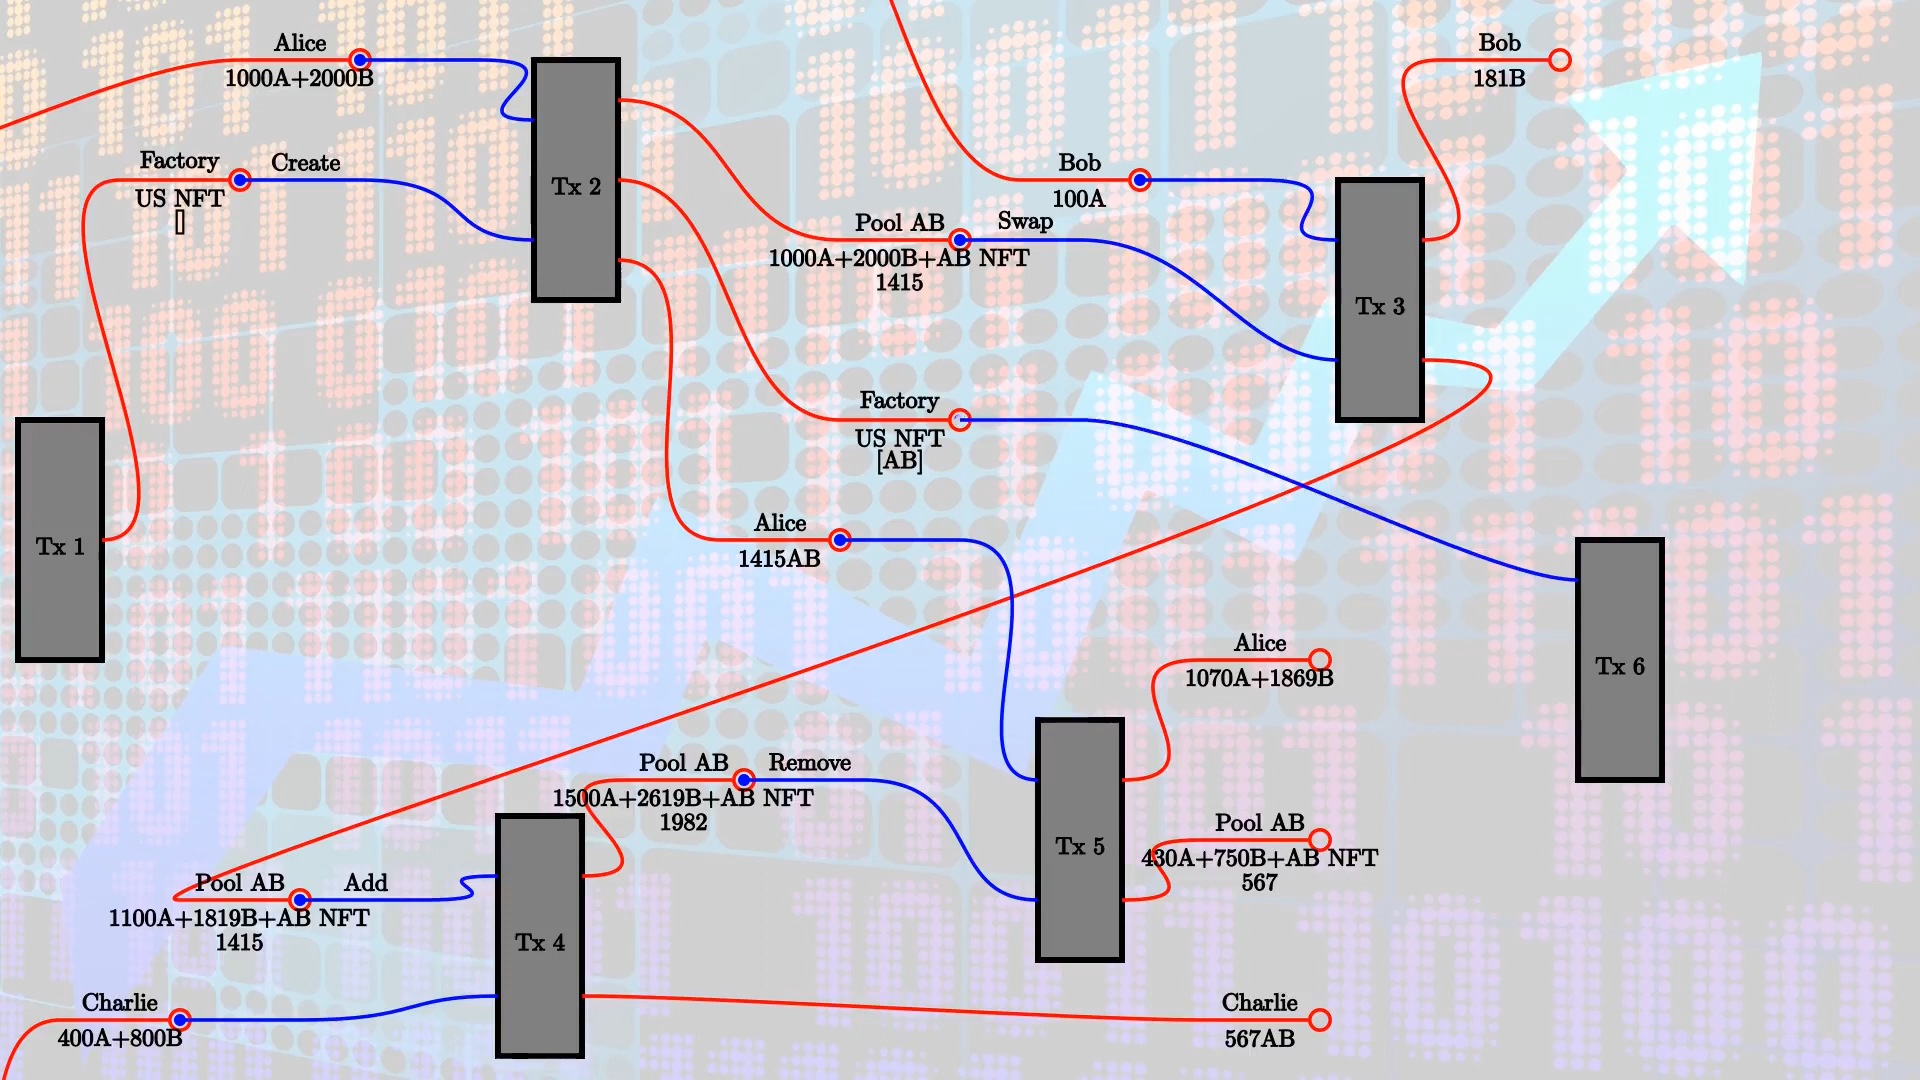 Alice
1000A+2000B
Factory
Create
US NFT
[]
Tx 2
Tx 1
Bob
181B
Bob
100A
Pool AB
Swap
1000A+2000B+AB NFT
1415
Tx 3
Factory
US NFT
[AB]
Alice
1415AB
Tx 6
Alice
1070A+1869B
Pool AB
Remove
1500A+2619B+AB NFT
1982
Tx 5
Pool AB
430A+750B+AB NFT
567
Pool AB
Add
1100A+1819B+AB NFT
1415
Tx 4
Charlie
400A+800B
Charlie
567AB